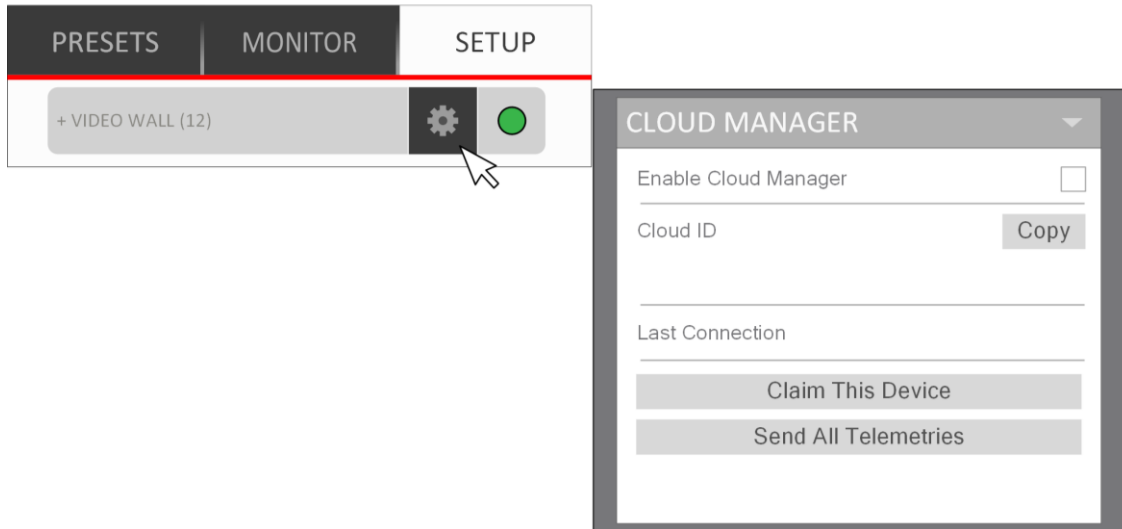 PRESETS MONITOR SETUP
+ VIDEO WALL (12)
CLOUD MANAGER
Enable Cloud Manager
Cloud ID Copy
Last Connection
Claim This Device
Send All Telemetries